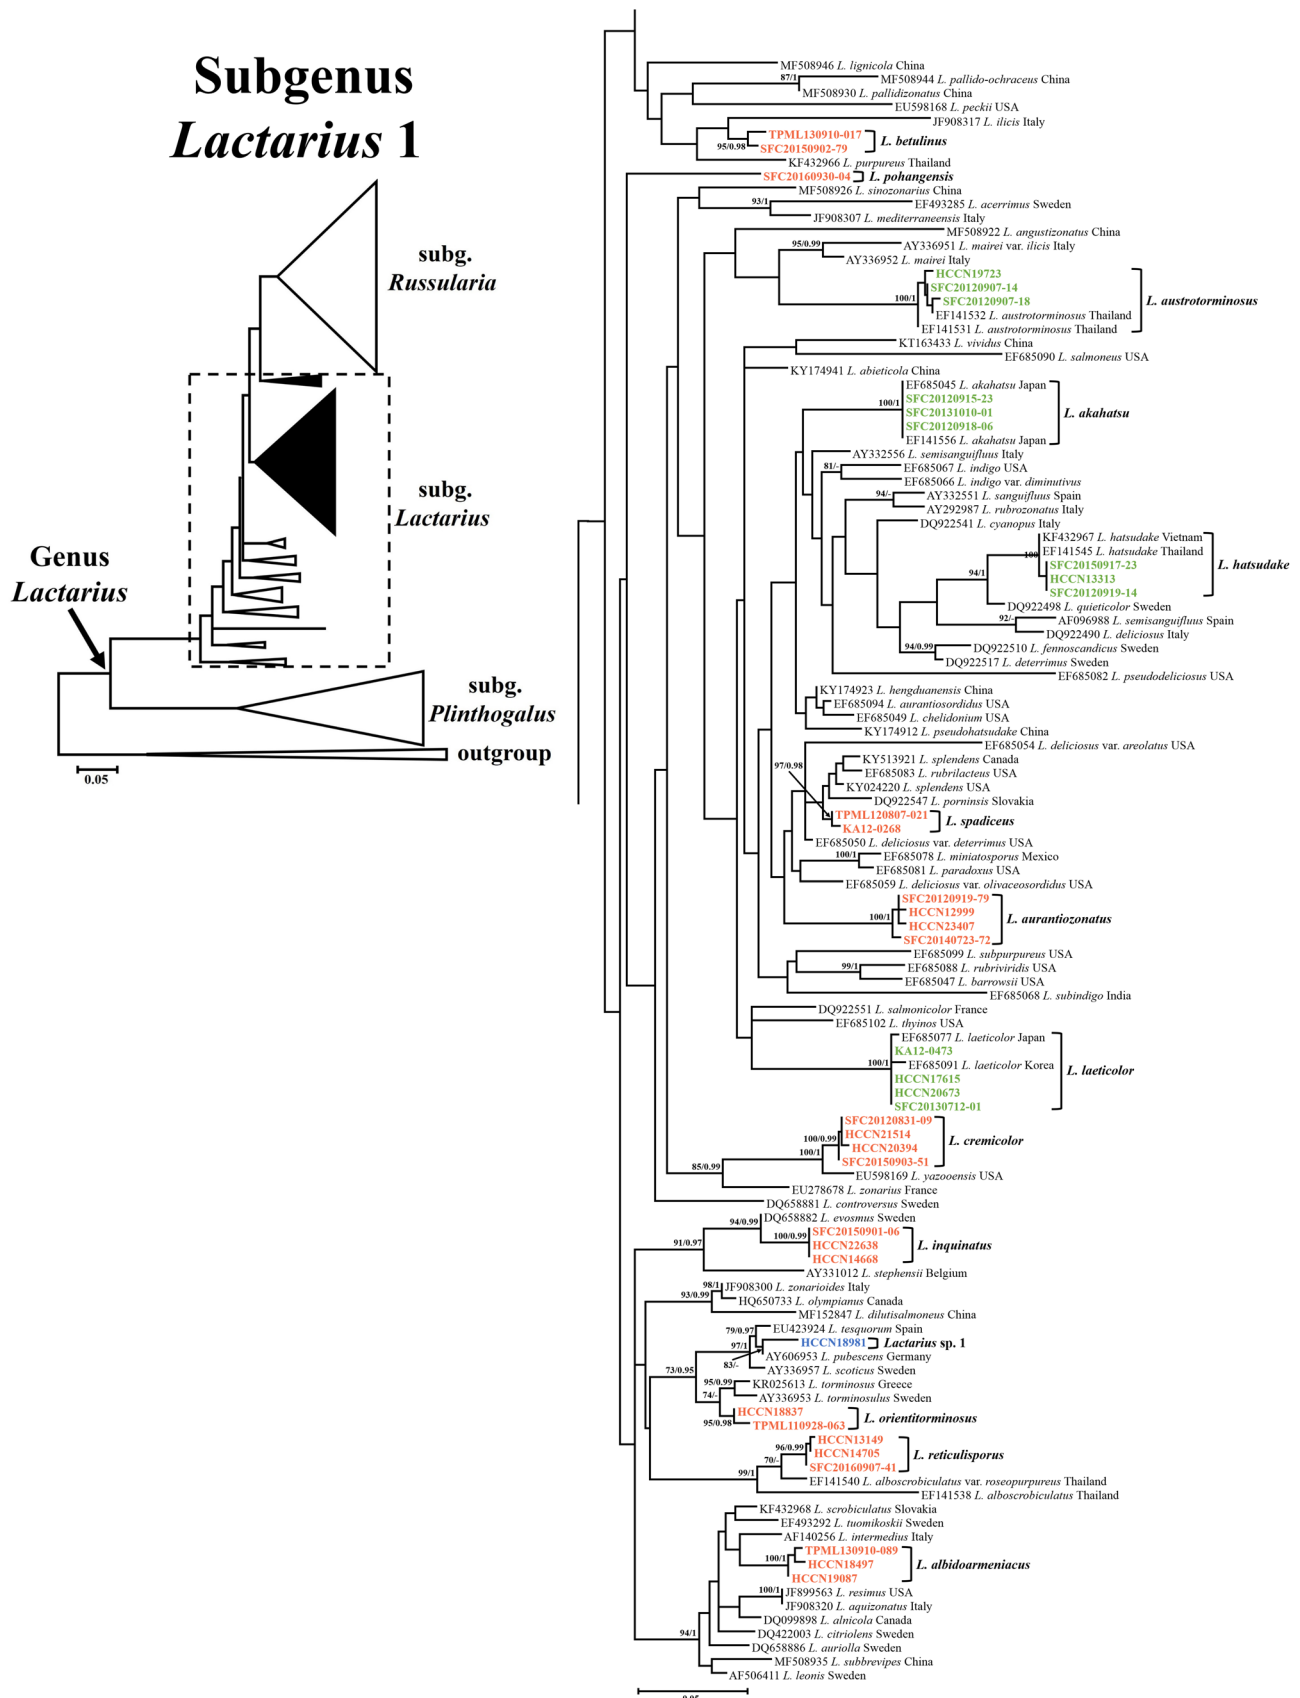 Subgenus
Lactarius 1
subg.
Russularia
subg.
Lactarius
Genus
Lactarius
subg.
Plinthogalus
outgroup
0.05
MF508946 L. lignicola China
87/1
MF508944 L. pallido-ochraceus China
MF508930 L. pallidizonatus China
EU598168 L. peckii USA
JF908317 L. ilicis Italy
TPML130910-017
L. betulinus
95/0.98
SFC20150902-79
KF432966 L. purpureus Thailand
SFC20160930-04
L. pohangensis
MF508926 L. sinozonarius China
93/1
EF493285 L. acerrimus Sweden
JF908307 L. mediterraneensis Italy
MF508922 L. angustizonatus China
95/0.99
AY336951 L. mairei var. ilicis Italy
AY336952 L. mairei Italy
HCCN19723
SFC20120907-14
100/1
SFC20120907-18
L. austrotorminosus
EF141532 L. austrotorminosus Thailand
EF141531 L. austrotorminosus Thailand
KT163433 L. vividus China
EF685090 L. salmoneus USA
KY174941 L. abieticola China
EF685045 L. akahatsu Japan
100/1
SFC20120915-23
SFC20131010-01
L. akahatsu
SFC20120918-06
EF141556 L. akahatsu Japan
AY332556 L. semisanguifluus Italy
81/-
EF685067 L. indigo USA
EF685066 L. indigo var. diminutivus
94/-
AY332551 L. sanguifluus Spain
AY292987 L. rubrozonatus Italy
DQ922541 L. cyanopus Italy
KF432967 L. hatsudake Vietnam
100
EF141545 L. hatsudake Thailand
SFC20150917-23
L. hatsudake
94/1
HCCN13313
SFC20120919-14
DQ922498 L. quieticolor Sweden
92/-
AF096988 L. semisanguifluus Spain
DQ922490 L. deliciosus Italy
94/0.99
DQ922510 L. fennoscandicus Sweden
DQ922517 L. deterrimus Sweden
EF685082 L. pseudodeliciosus USA
KY174923 L. hengduanensis China
EF685094 L. aurantiosordidus USA
EF685049 L. chelidonium USA
KY174912 L. pseudohatsudake China
EF685054 L. deliciosus var. areolatus USA
97/0.98
KY513921 L. splendens Canada
EF685083 L. rubrilacteus USA
KY024220 L. splendens USA
DQ922547 L. porninsis Slovakia
TPML120807-021
L. spadiceus
KA12-0268
EF685050 L. deliciosus var. deterrimus USA
100/1
EF685078 L. miniatosporus Mexico
EF685081 L. paradoxus USA
EF685059 L. deliciosus var. olivaceosordidus USA
SFC20120919-79
100/1
HCCN12999
L. aurantiozonatus
HCCN23407
SFC20140723-72
EF685099 L. subpurpureus USA
99/1
EF685088 L. rubriviridis USA
EF685047 L. barrowsii USA
EF685068 L. subindigo India
DQ922551 L. salmonicolor France
EF685102 L. thyinos USA
EF685077 L. laeticolor Japan
KA12-0473
100/1
EF685091 L. laeticolor Korea
L. laeticolor
HCCN17615
HCCN20673
SFC20130712-01
SFC20120831-09
100/0.99
HCCN21514
L. cremicolor
100/1
HCCN20394
SFC20150903-51
85/0.99
EU598169 L. yazooensis USA
EU278678 L. zonarius France
DQ658881 L. controversus Sweden
94/0.99
DQ658882 L. evosmus Sweden
100/0.99
SFC20150901-06
91/0.97
HCCN22638
L. inquinatus
HCCN14668
AY331012 L. stephensii Belgium
98/1
JF908300 L. zonarioides Italy
93/0.99
HQ650733 L. olympianus Canada
MF152847 L. dilutisalmoneus China
79/0.97
EU423924 L. tesquorum Spain
97/1
HCCN18981
Lactarius sp. 1
83/-
AY606953 L. pubescens Germany
73/0.95
AY336957 L. scoticus Sweden
95/0.99
KR025613 L. torminosus Greece
74/-
AY336953 L. torminosulus Sweden
HCCN18837
L. orientitorminosus
95/0.98
TPML110928-063
HCCN13149
96/0.99
HCCN14705
L. reticulisporus
70/-
SFC20160907-41
99/1
EF141540 L. alboscrobiculatus var. roseopurpureus Thailand
EF141538 L. alboscrobiculatus Thailand
KF432968 L. scrobiculatus Slovakia
EF493292 L. tuomikoskii Sweden
AF140256 L. intermedius Italy
TPML130910-089
100/1
HCCN18497
L. albidoarmeniacus
HCCN19087
100/1
JF899563 L. resimus USA
JF908320 L. aquizonatus Italy
DQ099898 L. alnicola Canada
94/1
DQ422003 L. citriolens Sweden
DQ658886 L. auriolla Sweden
MF508935 L. subbrevipes China
AF506411 L. leonis Sweden